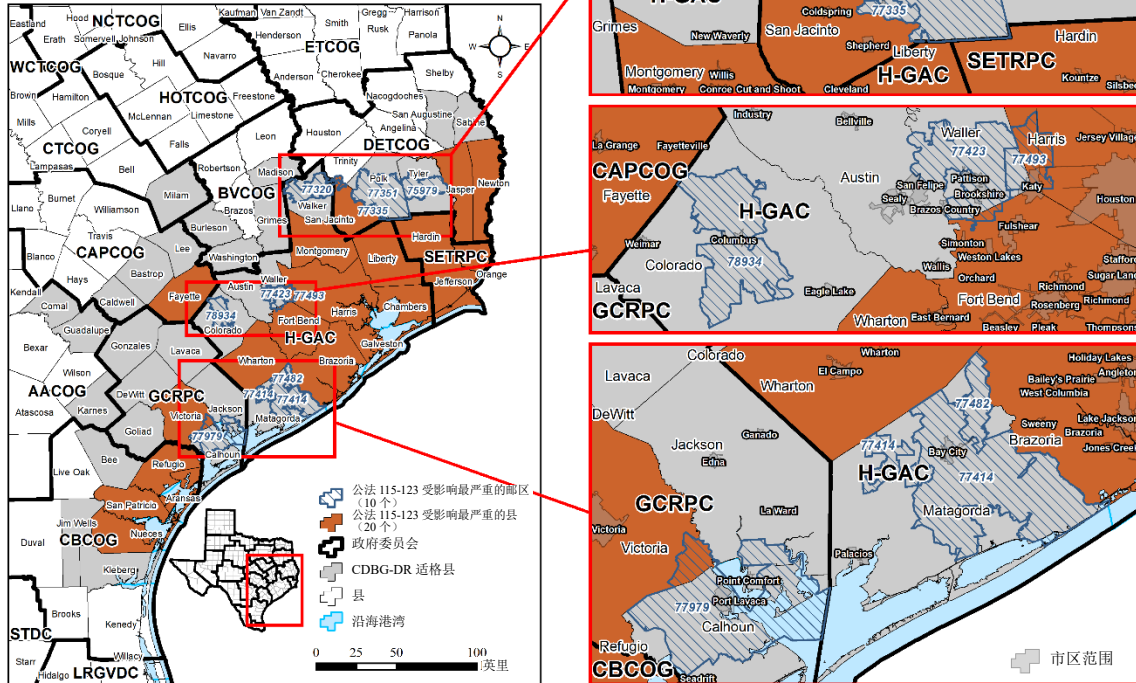 Eastland
Hood
NCTCOG
Kaufman
Van Zandt
Smith
Gregg
Harrison
Erath
Somervell
Johnson
Ellis
Henderson
Rusk
Panola
Navarro
ETCOG
WCTCOG
Hill
Bosque
Anderson
Cherokee
Shelby
Brown
Hamilton
HOTCOG
Freestone
Nacogdoches
Mills
McLennan
Limestone
San Augustine
Coryell
Leon
Houston
Angelina
Sabine
CTCOG
Falls
DETCOG
Lampasas
Bell
Robertson
Trinity
Madison
Polk
Tyler
Burnet
Milam
BVCOG
77320
77351
75979
Jasper
Newton
Llano
Williamson
Brazos
Walker
77335
Grimes
San Jacinto
Travis
Burleson
Hardin
Blanco
CAPCOG
Lee
Washington
Montgomery
Liberty
SETRPC
Hays
Bastrop
Orange
Kendall
Austin
Waller
Jefferson
Comal
Caldwell
Fayette
77423
77493
Chambers
Guadalupe
78934
Harris
Fort Bend
Gonzales
Colorado
H-GAC
Galveston
Bexar
Lavaca
Wilson
Wharton
Brazoria
AACOG
DeWitt
GCRPC
77482
Atascosa
Karnes
77414
Jackson
77414
Victoria
Matagorda
Goliad
77979
Bee
Calhoun
Live Oak
Refugio
Aransas
San Patricio
Jim Wells
Nueces
Duval
CBCOG
Kleberg
Brooks
Kenedy
STDC
Willacy
Starr
Hidalgo
LRGVDC
N
W
E
S
公法 115-123 受影响最严重的邮区
（10 个）
公法 115-123 受影响最严重的县
（20 个）
政府委员会
CDBG-DR 适格县
县
沿海港湾
0
25
50
100
英里
H-GAC
Coldspring
77335
Grimes
New Waverly
San Jacinto
Hardin
Shepherd
Liberty
SETRPC
Montgomery
Willis
H-GAC
Kountze
Montgomery
Conroe
Cut and Shoot
Cleveland
Silsbee
Industry
Bellville
Waller
La Grange
Fayetteville
77423
Harris
Jersey Village
CAPCOG
Austin
77493
Fayette
San Felipe
Pattison
Katy
Sealy
Brookshire
Houston
H-GAC
Brazos Country
Fulshear
Weimar
Columbus
Simonton
Weston Lakes
Stafford
Colorado
78934
Wallis
Orchard
Sugar Land
Lavaca
Eagle Lake
Richmond
Fort Bend
Rosenberg
Richmond
GCRPC
Wharton
East Bernard
Beasley
Pleak
Thompsons
Colorado
Wharton
Holiday Lakes
Lavaca
El Campo
Angleton
Wharton
Bailey's Prairie
West Columbia
DeWitt
77482
Lake Jackson
Jackson
Ganado
Sweeny
Brazoria
77414
Brazoria
Edna
Bay City
Jones Creek
H-GAC
77414
GCRPC
La Ward
Matagorda
Victoria
Victoria
Palacios
Point Comfort
Port Lavaca
77979
Calhoun
Refugio
CBCOG
Seadrift
市区范围